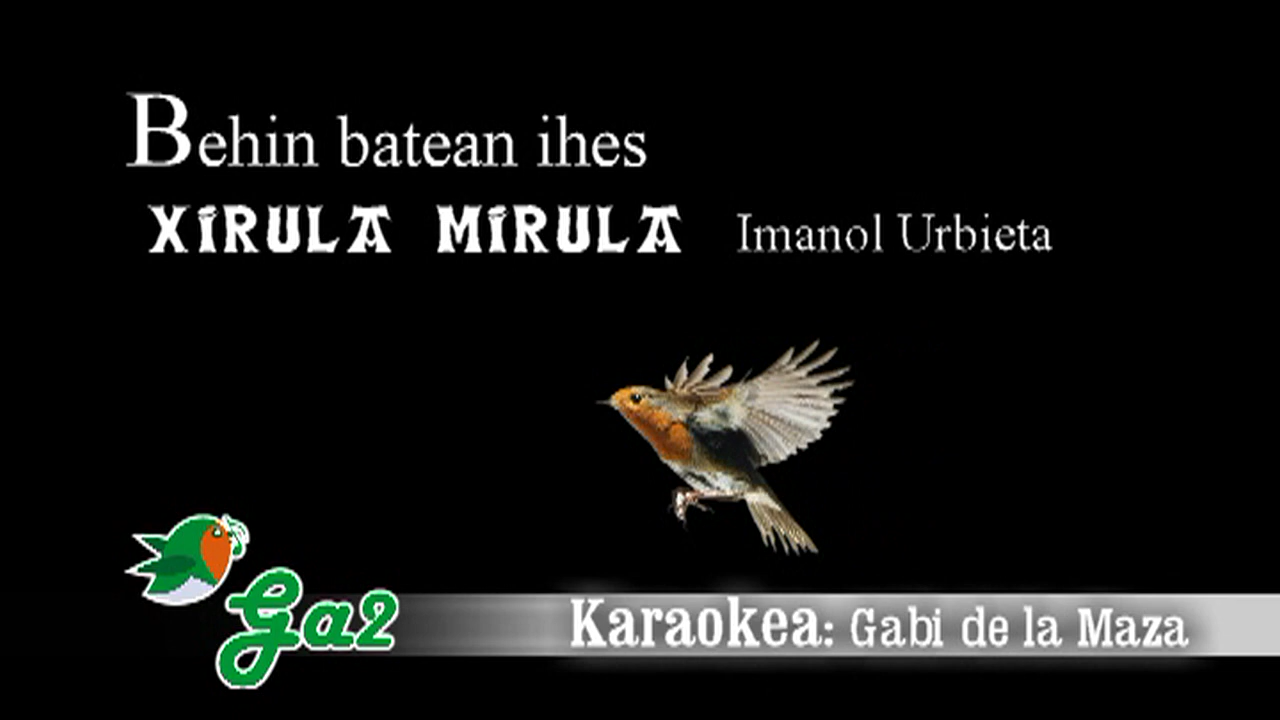 Behin batean ihes
XIRULA MIRULA Imanol Urbieta
Ga2
Karaokea: Gabi de la Maza